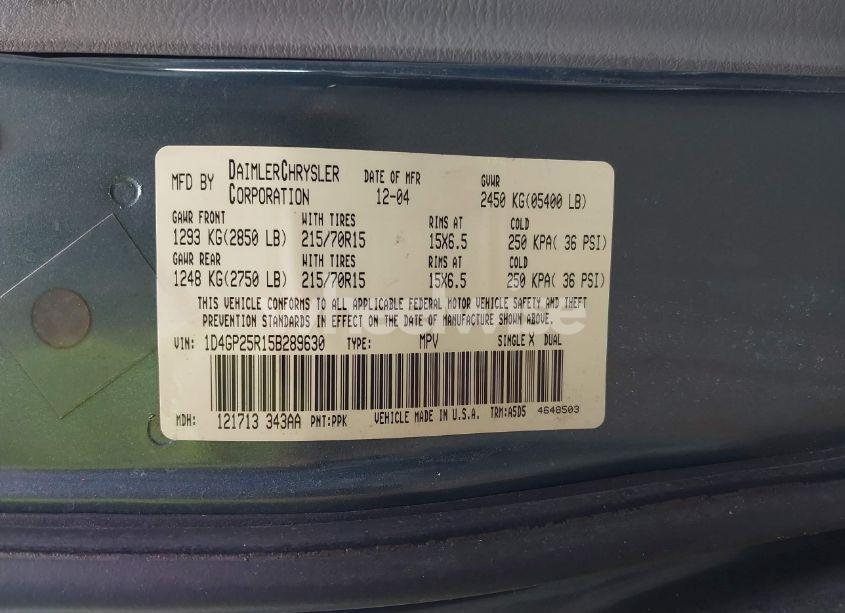 MFD BY DAIMLERCHRYSLER CORPORATION DATE OF MFR 12-04 GVWR 2450 KG(05400 LB)
GAWR FRONT WITH TIRES RIMS AT COLD
1293 KG(2850 LB) 215/70R15 15X6.5 250 KPA( 36 PSI)
GAWR REAR WITH TIRES RIMS AT COLD
1248 KG(2750 LB) 215/70R15 15X6.5 250 KPA( 36 PSI)
THIS VEHICLE CONFORMS TO ALL APPLICABLE FEDERAL MOTOR VEHICLE SAFETY AND THEFT
PREVENTION STANDARDS IN EFFECT ON THE DATE OF MANUFACTURE SHOWN ABOVE.
VIN: 1D4GP25R15B289630 TYPE: MPV SINGLE X DUAL
MDH: 121713 343AA PNT:PPK VEHICLE MADE IN U.S.A. TRM:A5D5 4648503